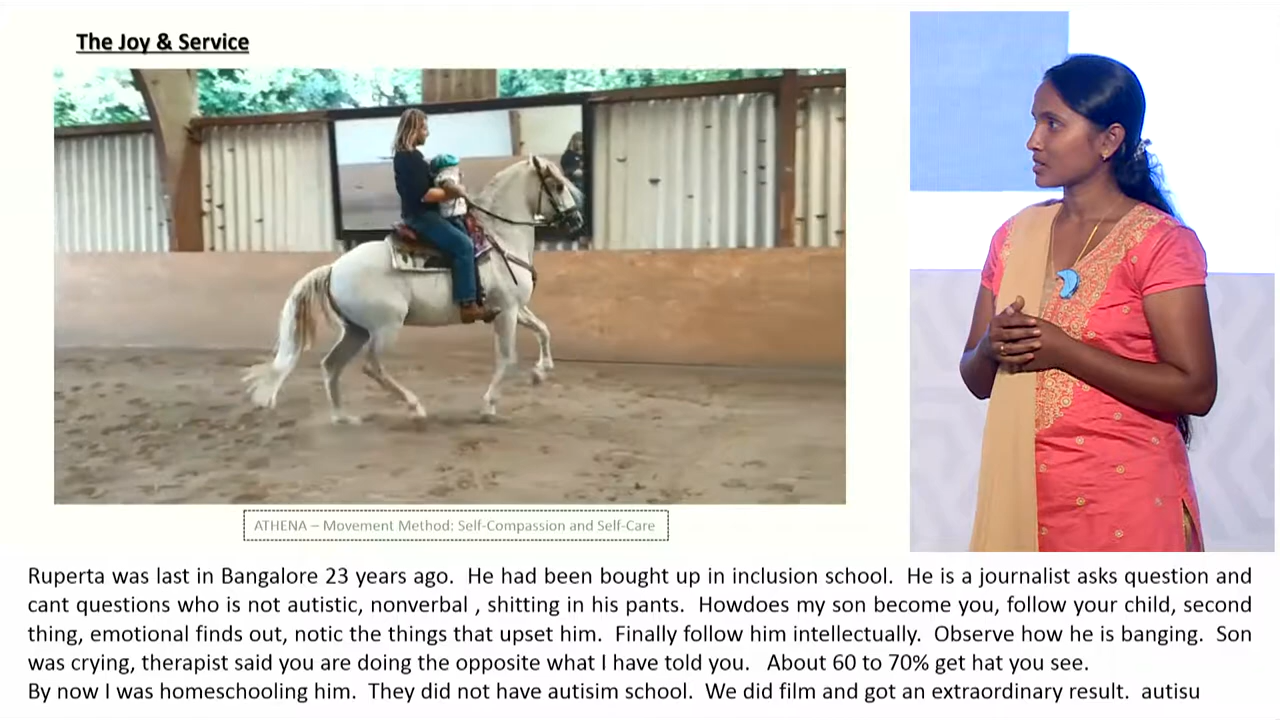 The Joy & Service
ATHENA – Movement Method: Self-Compassion and Self-Care
Ruperta was last in Bangalore 23 years ago.  He had been bought up in inclusion school.  He is a journalist asks question and
cant questions who is not autistic, nonverbal , shitting in his pants.  Howdoes my son become you, follow your child, second
thing, emotional finds out, notic the things that upset him.  Finally follow him intellectually.  Observe how he is banging.  Son
was crying, therapist said you are doing the opposite what I have told you.   About 60 to 70% get hat you see.
By now I was homeschooling him.  They did not have autisim school.  We did film and got an extraordinary result.  autisu